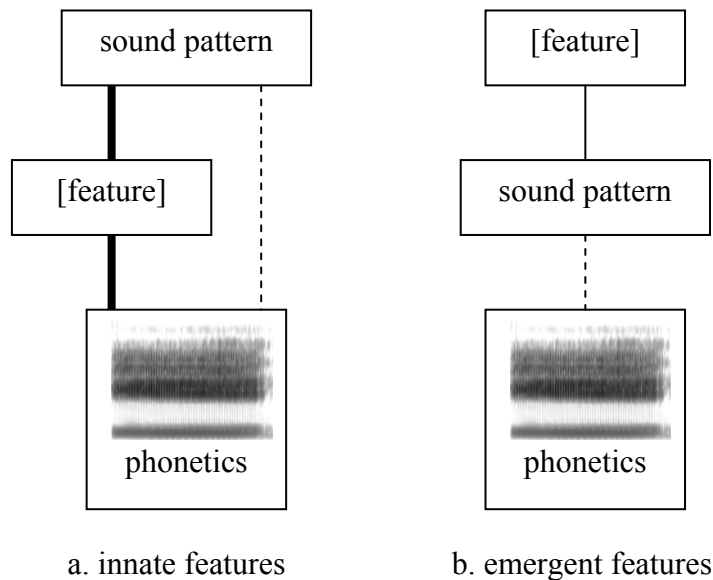 sound pattern
[feature]
phonetics
a. innate features
[feature]
sound pattern
phonetics
b. emergent features